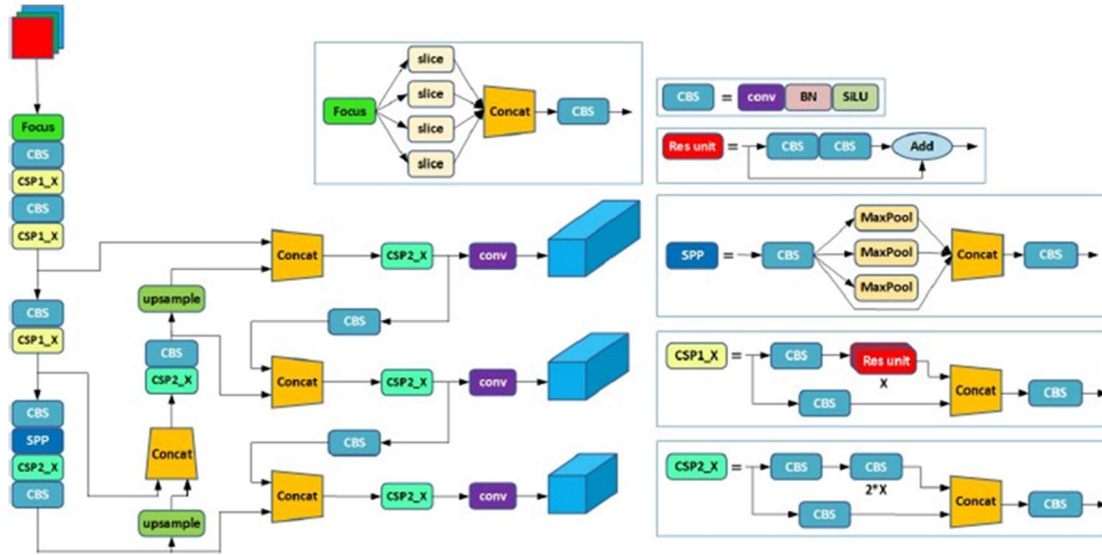 Focus
CBS
CSP1_X
CBS
CSP1_X
CBS
CSP1_X
CBS
SPP
CSP2_X
CBS
upsample
CBS
CSP2_X
Concat
upsample
Concat
CSP2_X
conv
CBS
Concat
CSP2_X
conv
CBS
Concat
CSP2_X
conv
Focus
slice
slice
slice
slice
Concat
CBS
CBS = conv BN SiLU
Res unit = CBS CBS Add
SPP = CBS
MaxPool
MaxPool
MaxPool
Concat
CBS
CSP1_X = CBS Res unit
X
CBS
Concat
CBS
CSP2_X = CBS CBS
2*X
CBS
Concat
CBS